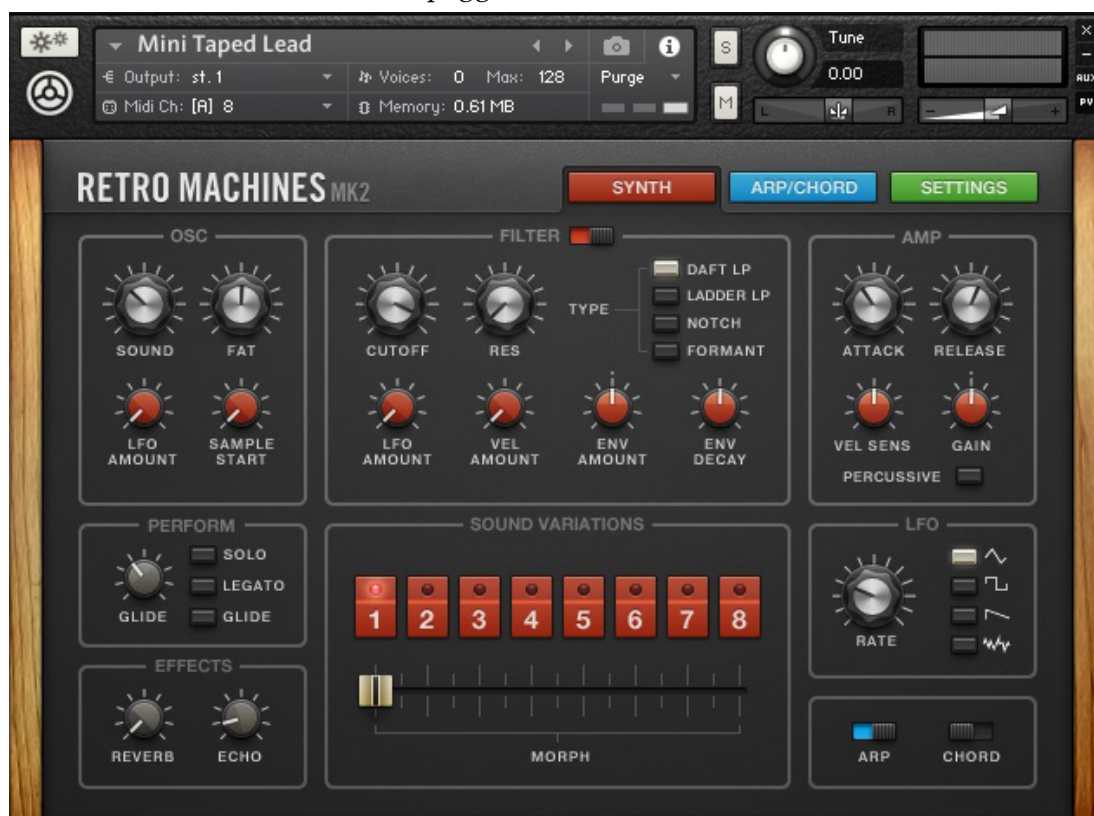 Mini Taped Lead
Output: st.1
Voices: 0 Max: 128
Purge
Midi Ch: [A] 8
Memory: 0.61 MB
S
M
Tune
0.00
L
R
-
+
×
-
AUX
PV
RETRO MACHINES MK2
SYNTH
ARP/CHORD
SETTINGS
OSC
SOUND
FAT
LFO AMOUNT
SAMPLE START
FILTER
CUTOFF
RES
TYPE
DAFT LP
LADDER LP
NOTCH
FORMANT
LFO AMOUNT
VEL AMOUNT
ENV AMOUNT
ENV DECAY
AMP
ATTACK
RELEASE
VEL SENS
GAIN
PERCUSSIVE
PERFORM
GLIDE
SOLO
LEGATO
GLIDE
EFFECTS
REVERB
ECHO
SOUND VARIATIONS
1 2 3 4 5 6 7 8
MORPH
LFO
RATE
ARP
CHORD